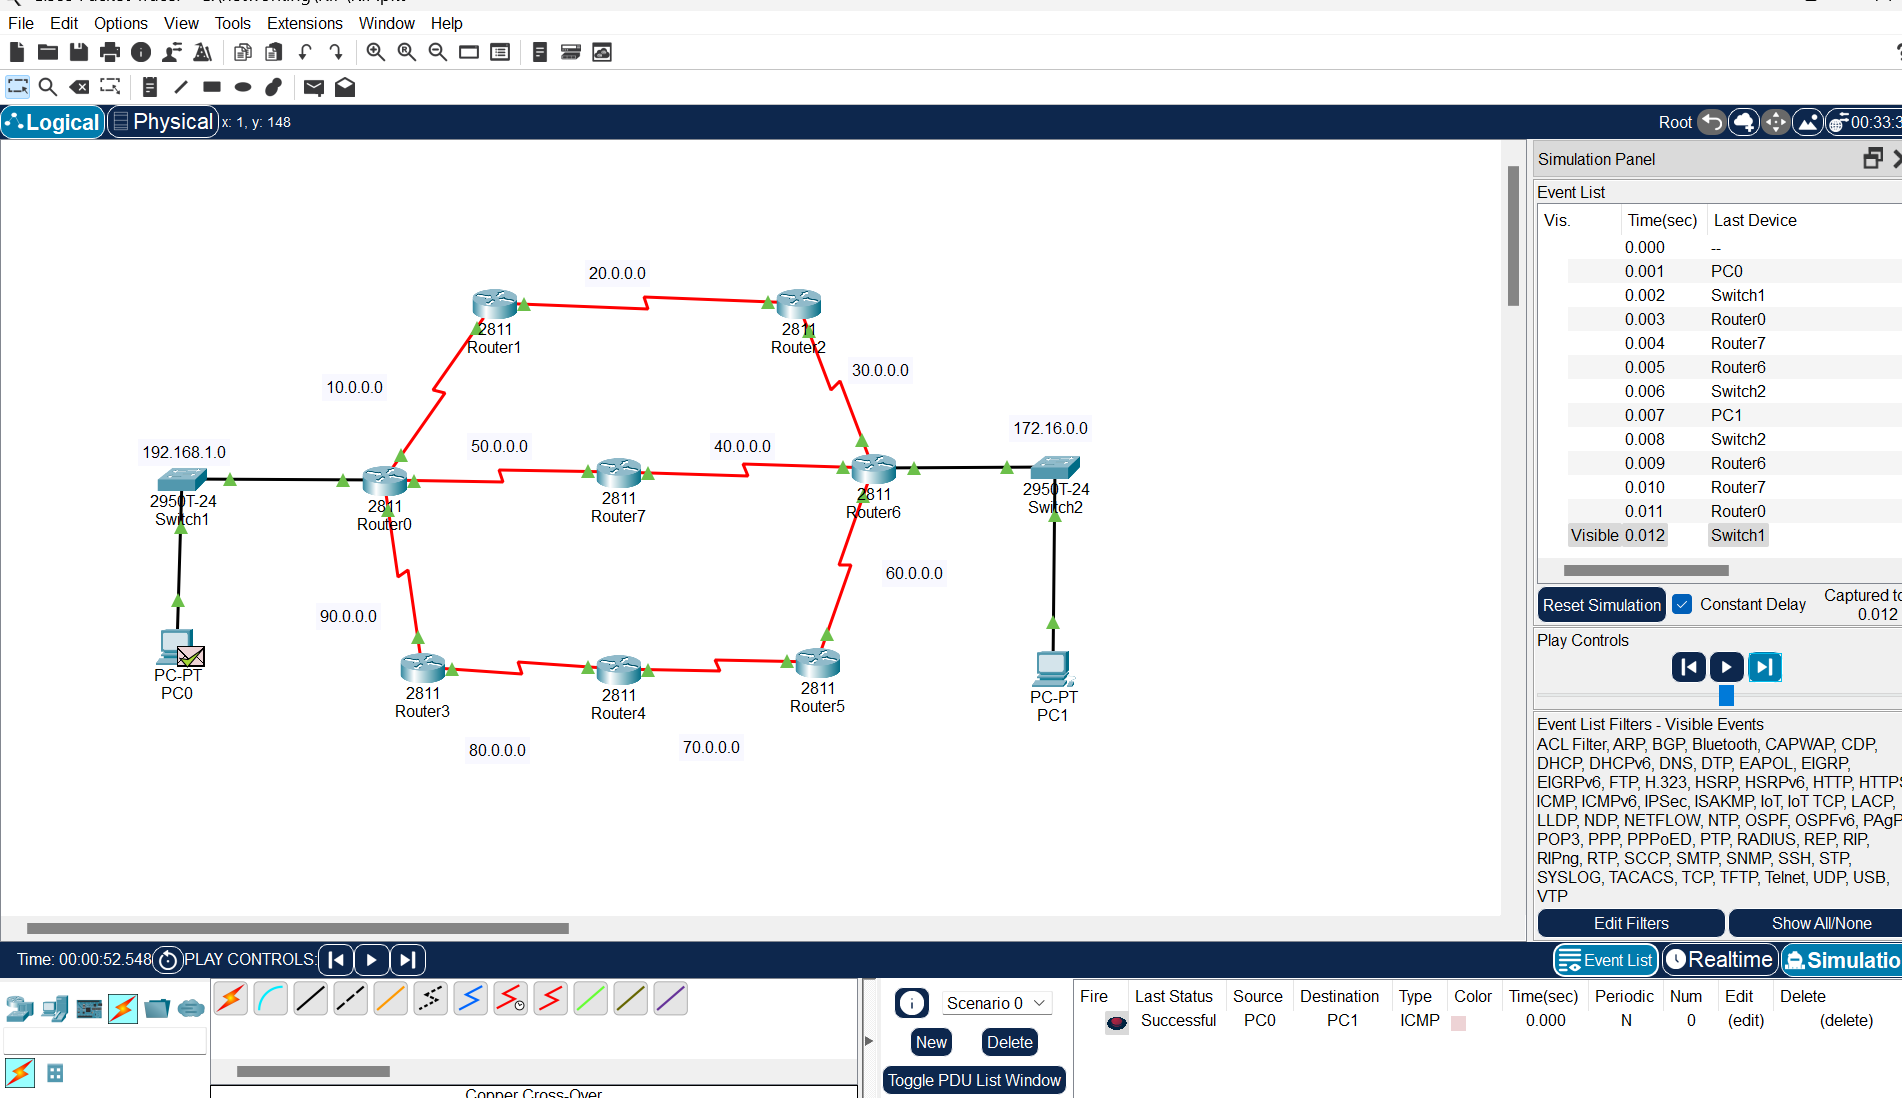 File Edit Options View Tools Extensions Window Help
Logical Physical x: 1, y: 148 Root 00:33:3
20.0.0.0
2811
Router1
2811
Router2
10.0.0.0
30.0.0.0
192.168.1.0
50.0.0.0
40.0.0.0
172.16.0.0
2950T-24
Switch1
2811
Router0
2811
Router7
2811
Router6
2950T-24
Switch2
90.0.0.0
60.0.0.0
PC-PT
PC0
2811
Router3
2811
Router4
2811
Router5
PC-PT
PC1
80.0.0.0
70.0.0.0
Simulation Panel
Event List
Vis. Time(sec) Last Device
0.000 --
0.001 PC0
0.002 Switch1
0.003 Router0
0.004 Router7
0.005 Router6
0.006 Switch2
0.007 PC1
0.008 Switch2
0.009 Router6
0.010 Router7
0.011 Router0
Visible 0.012 Switch1
Reset Simulation Constant Delay Captured to
0.012
Play Controls
Event List Filters - Visible Events
ACL Filter, ARP, BGP, Bluetooth, CAPWAP, CDP,
DHCP, DHCPv6, DNS, DTP, EAPOL, EIGRP,
EIGRPv6, FTP, H.323, HSRP, HSRPv6, HTTP, HTTPS
ICMP, ICMPv6, IPSec, ISAKMP, IoT, IoT TCP, LACP,
LLDP, NDP, NETFLOW, NTP, OSPF, OSPFv6, PAgP
POP3, PPP, PPPoED, PTP, RADIUS, REP, RIP,
RIPng, RTP, SCCP, SMTP, SNMP, SSH, STP,
SYSLOG, TACACS, TCP, TFTP, Telnet, UDP, USB,
VTP
Edit Filters Show All/None
Time: 00:00:52.548 PLAY CONTROLS: Event List Realtime Simulatio
Scenario 0
New Delete
Toggle PDU List Window
Fire Last Status Source Destination Type Color Time(sec) Periodic Num Edit Delete
Successful PC0 PC1 ICMP 0.000 N 0 (edit) (delete)
Copper Cross-Over